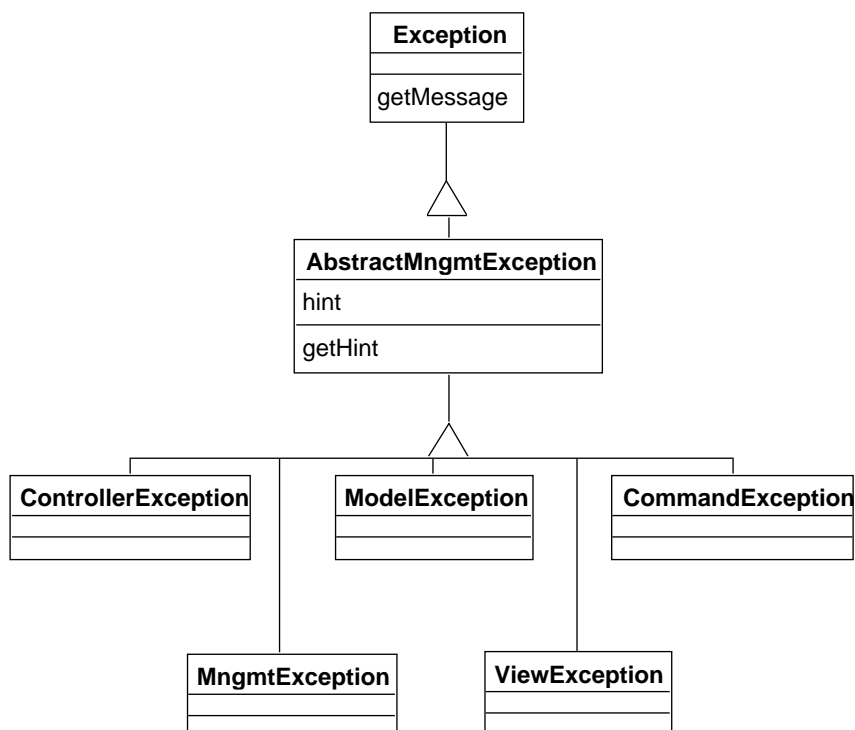 Exception
getMessage
AbstractMngmtException
hint
getHint
ControllerException
ModelException
CommandException
MngmtException
ViewException